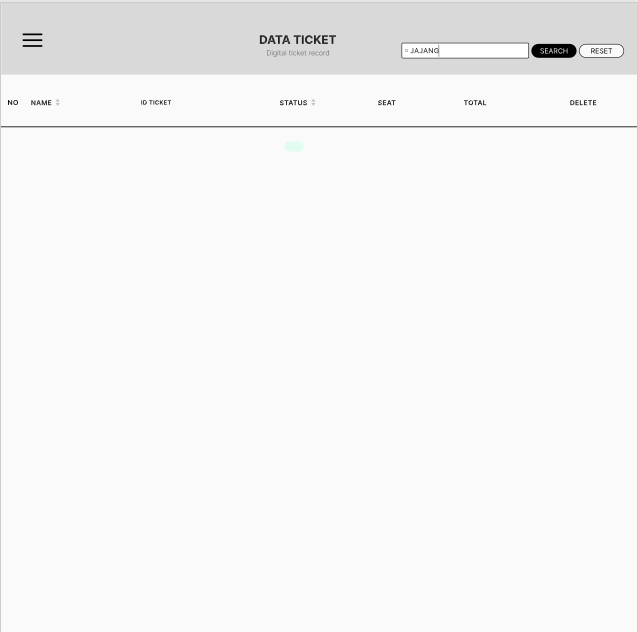 DATA TICKET
Digital ticket record
JAJANG
SEARCH
RESET
NO NAME ID TICKET STATUS SEAT TOTAL DELETE